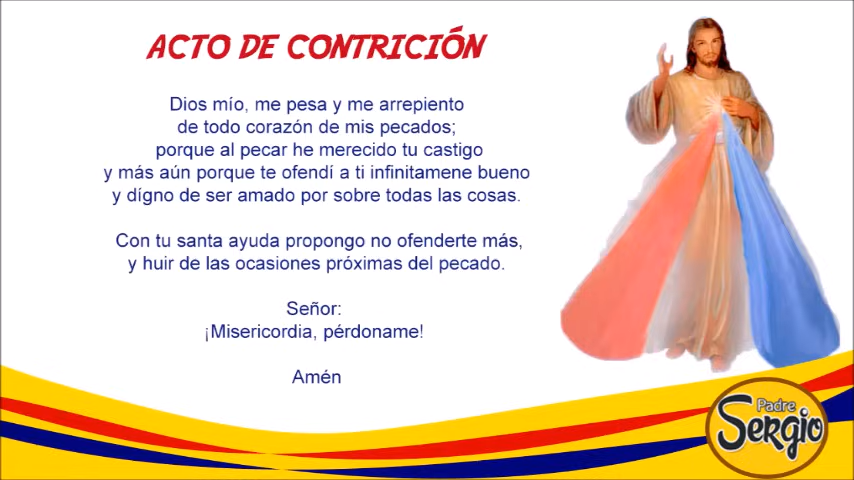 ACTO DE CONTRICIÓN
Dios mío, me pesa y me arrepiento
de todo corazón de mis pecados;
porque al pecar he merecido tu castigo
y más aún porque te ofendí a ti infinitamene bueno
y dígno de ser amado por sobre todas las cosas.
Con tu santa ayuda propongo no ofenderte más,
y huir de las ocasiones próximas del pecado.
Señor:
¡Misericordia, pérdoname!
Amén
Padre
Sergio